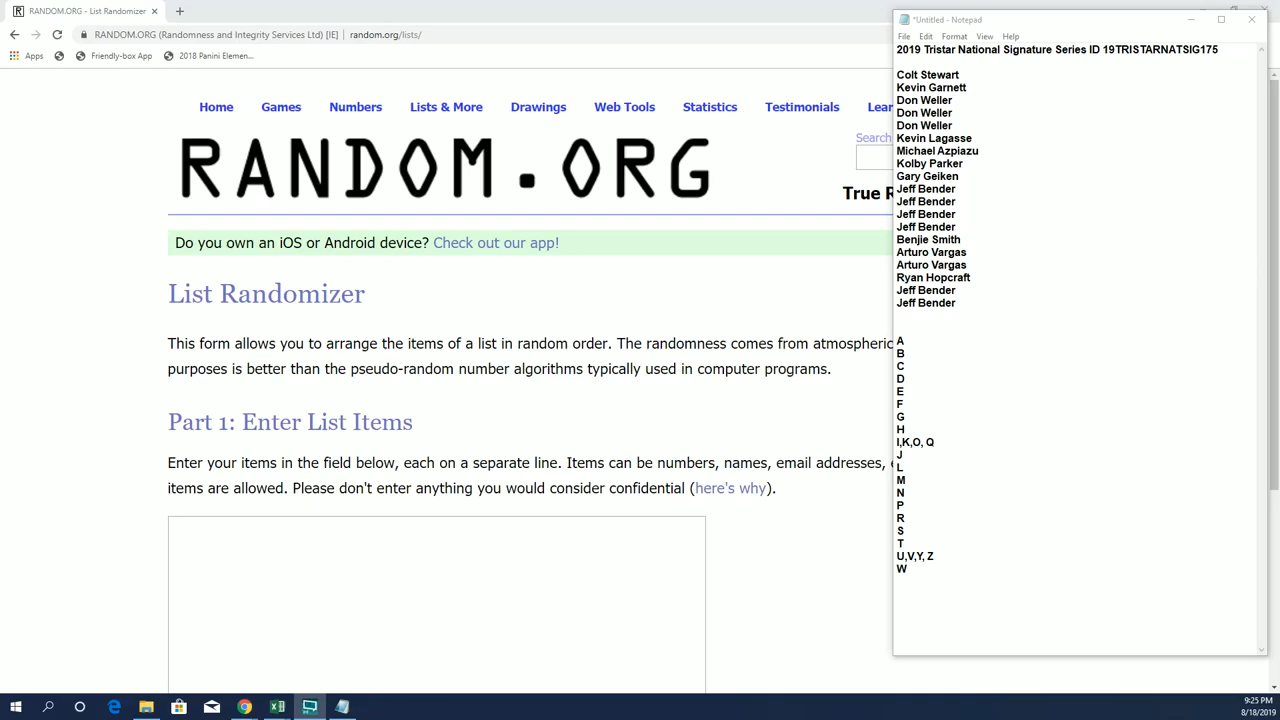 RANDOM.ORG - List Randomizer
RANDOM.ORG (Randomness and Integrity Services Ltd) [IE]
random.org/lists/
Apps
Friendly-box App
2018 Panini Elemen...
Home
Games
Numbers
Lists & More
Drawings
Web Tools
Statistics
Testimonials
Lear
RANDOM.ORG
Search
True R
Do you own an iOS or Android device? Check out our app!
List Randomizer
This form allows you to arrange the items of a list in random order. The randomness comes from atmospheric
purposes is better than the pseudo-random number algorithms typically used in computer programs.
Part 1: Enter List Items
Enter your items in the field below, each on a separate line. Items can be numbers, names, email addresses, e
items are allowed. Please don't enter anything you would consider confidential (here's why).
*Untitled - Notepad
File Edit Format View Help
2019 Tristar National Signature Series ID 19TRISTARNATSIG175
Colt Stewart
Kevin Garnett
Don Weller
Don Weller
Don Weller
Kevin Lagasse
Michael Azpiazu
Kolby Parker
Gary Geiken
Jeff Bender
Jeff Bender
Jeff Bender
Jeff Bender
Benjie Smith
Arturo Vargas
Arturo Vargas
Ryan Hopcraft
Jeff Bender
Jeff Bender
A
B
C
D
E
F
G
H
I,K,O, Q
J
L
M
N
P
R
S
T
U,V,Y, Z
W
9:25 PM
8/18/2019